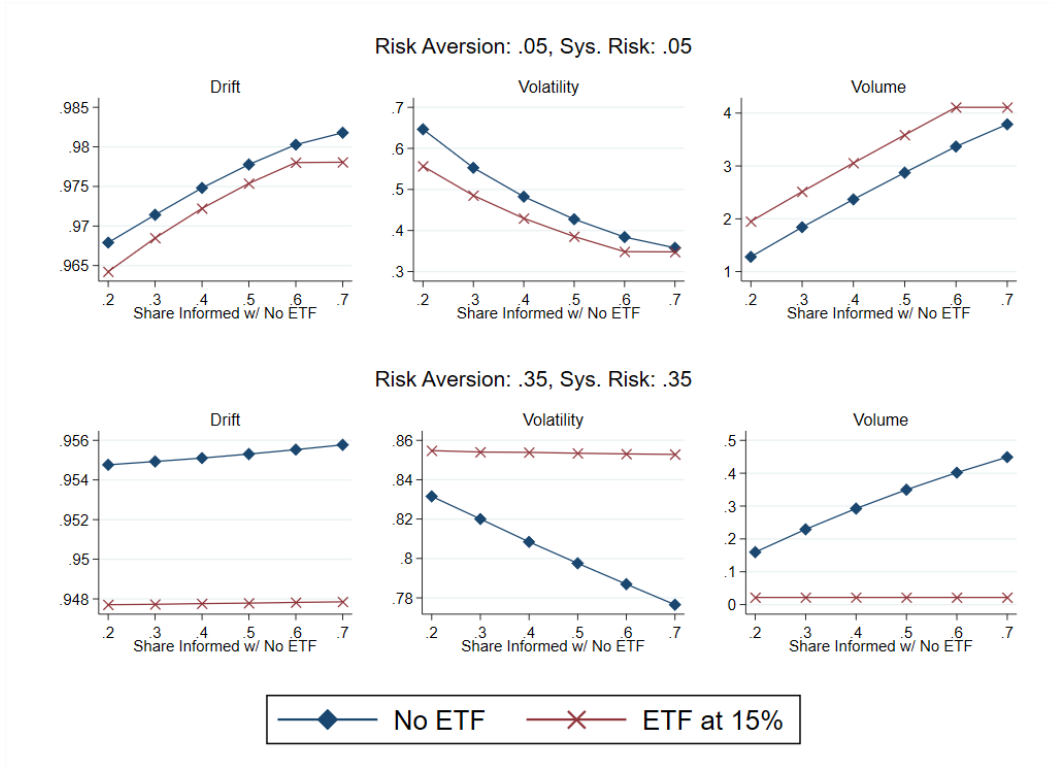 Risk Aversion: .05, Sys. Risk: .05
Drift
.985
.98
.975
.97
.965
.2 .3 .4 .5 .6 .7
Share Informed w/ No ETF
Volatility
.7
.6
.5
.4
.3
.2 .3 .4 .5 .6 .7
Share Informed w/ No ETF
Volume
4
3
2
1
.2 .3 .4 .5 .6 .7
Share Informed w/ No ETF
Risk Aversion: .35, Sys. Risk: .35
Drift
.956
.954
.952
.95
.948
.2 .3 .4 .5 .6 .7
Share Informed w/ No ETF
Volatility
.86
.84
.82
.8
.78
.2 .3 .4 .5 .6 .7
Share Informed w/ No ETF
Volume
.5
.4
.3
.2
.1
0
.2 .3 .4 .5 .6 .7
Share Informed w/ No ETF
No ETF ETF at 15%